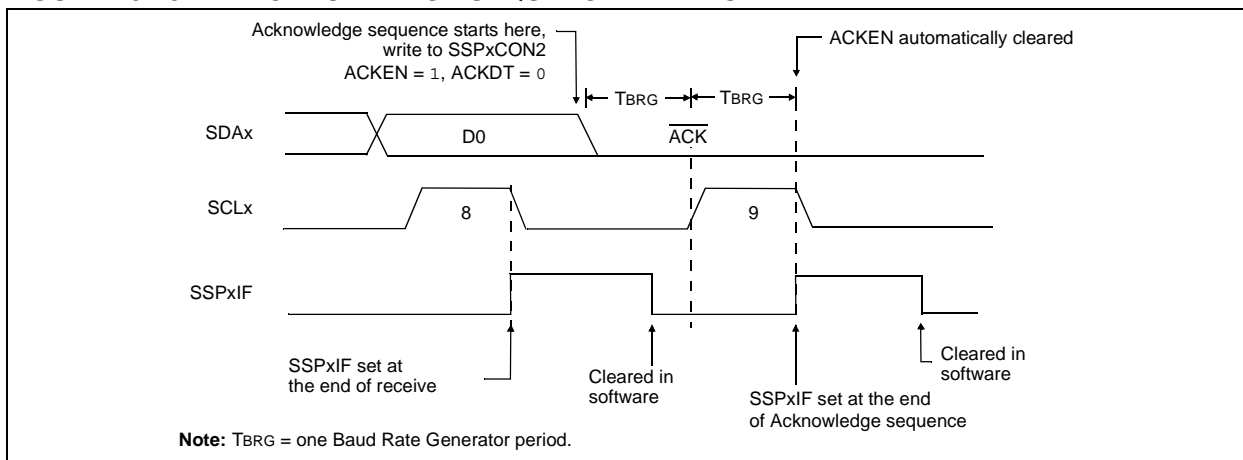 Acknowledge sequence starts here,
write to SSPxCON2
ACKEN = 1, ACKDT = 0
ACKEN automatically cleared
TBRG
TBRG
SDAx
D0
ACK
SCLx
8
9
SSPxIF
SSPxIF set at
the end of receive
Cleared in
software
SSPxIF set at the end
of Acknowledge sequence
Cleared in
software
Note: TBRG = one Baud Rate Generator period.